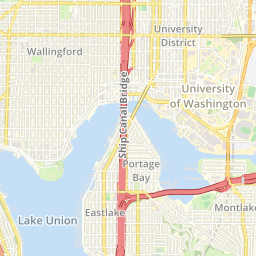 University
District
Wallingford
University
of Washington
Ship Canal Bridge
Portage
Bay
Montlake
Eastlake
Lake Union